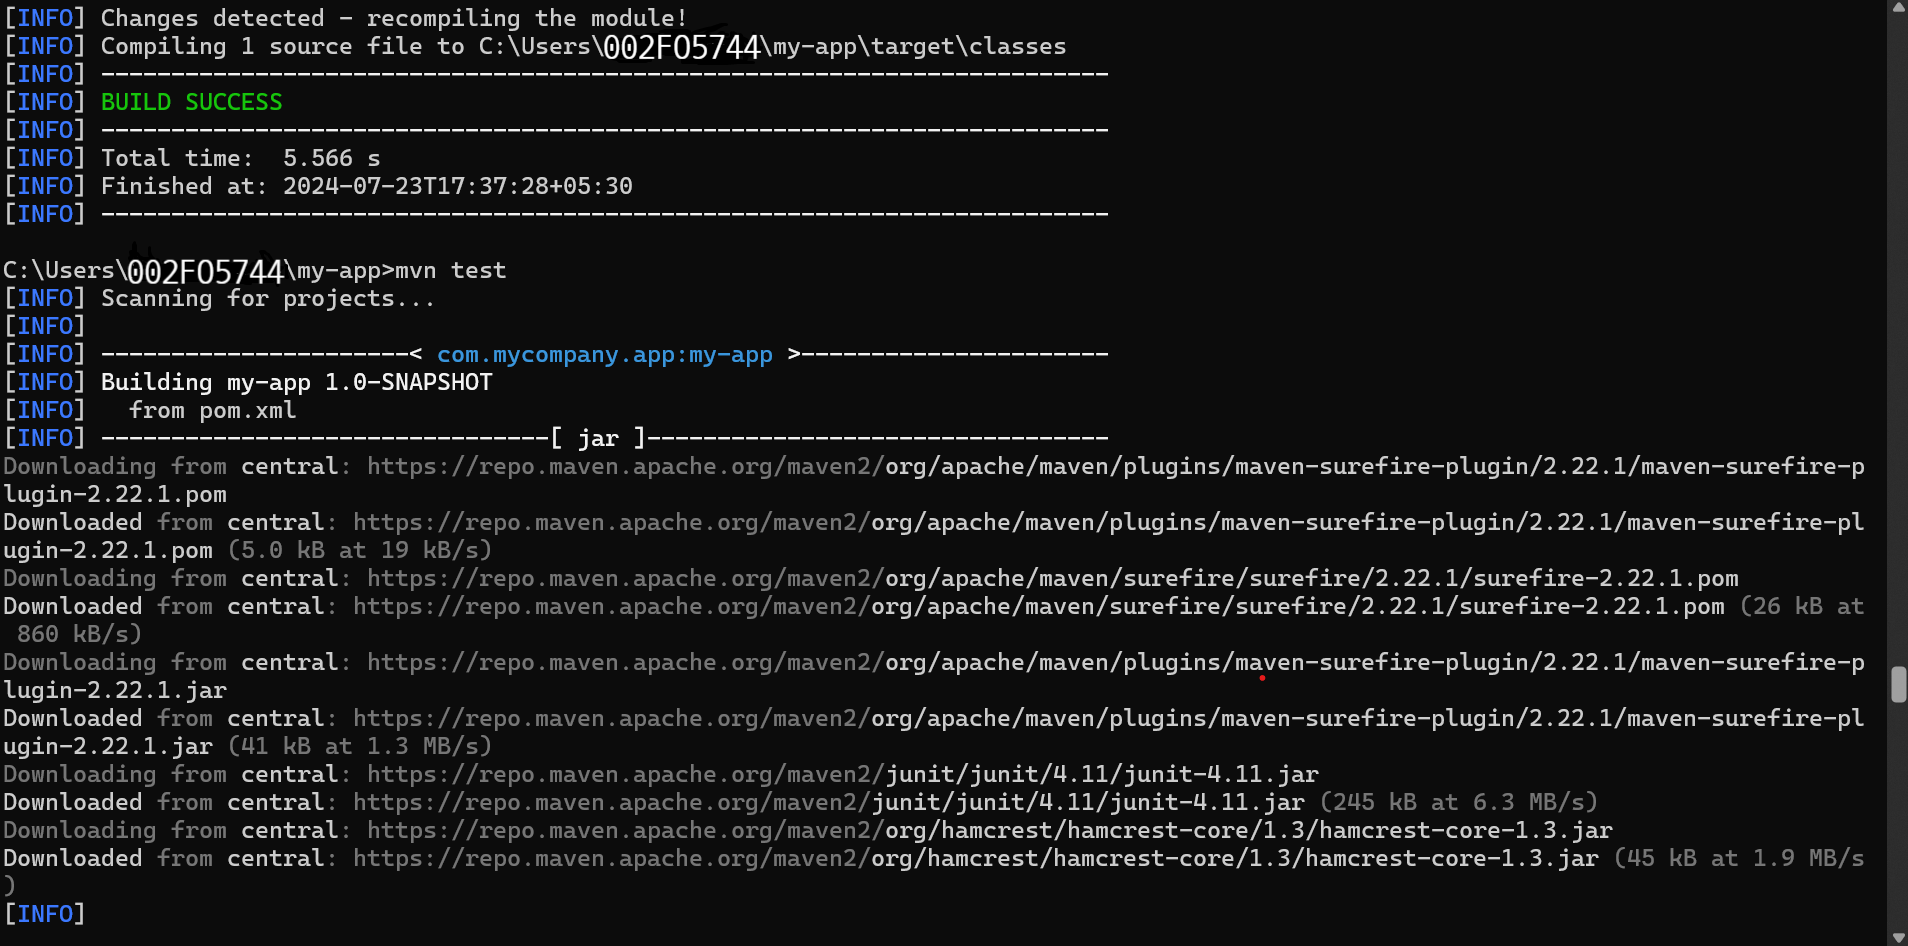 [INFO] Changes detected - recompiling the module!
[INFO] Compiling 1 source file to C:\Users\002FO5744\my-app\target\classes
[INFO] ------------------------------------------------------------------------
[INFO] BUILD SUCCESS
[INFO] ------------------------------------------------------------------------
[INFO] Total time:  5.566 s
[INFO] Finished at: 2024-07-23T17:37:28+05:30
[INFO] ------------------------------------------------------------------------
C:\Users\002FO5744\my-app>mvn test
[INFO] Scanning for projects...
[INFO]
[INFO] ----------------------< com.mycompany.app:my-app >----------------------
[INFO] Building my-app 1.0-SNAPSHOT
[INFO]   from pom.xml
[INFO] --------------------------------[ jar ]---------------------------------
Downloading from central: https://repo.maven.apache.org/maven2/org/apache/maven/plugins/maven-surefire-plugin/2.22.1/maven-surefire-p
lugin-2.22.1.pom
Downloaded from central: https://repo.maven.apache.org/maven2/org/apache/maven/plugins/maven-surefire-plugin/2.22.1/maven-surefire-pl
ugin-2.22.1.pom (5.0 kB at 19 kB/s)
Downloading from central: https://repo.maven.apache.org/maven2/org/apache/maven/surefire/surefire/2.22.1/surefire-2.22.1.pom
Downloaded from central: https://repo.maven.apache.org/maven2/org/apache/maven/surefire/surefire/2.22.1/surefire-2.22.1.pom (26 kB at
 860 kB/s)
Downloading from central: https://repo.maven.apache.org/maven2/org/apache/maven/plugins/maven-surefire-plugin/2.22.1/maven-surefire-p
lugin-2.22.1.jar
Downloaded from central: https://repo.maven.apache.org/maven2/org/apache/maven/plugins/maven-surefire-plugin/2.22.1/maven-surefire-pl
ugin-2.22.1.jar (41 kB at 1.3 MB/s)
Downloading from central: https://repo.maven.apache.org/maven2/junit/junit/4.11/junit-4.11.jar
Downloaded from central: https://repo.maven.apache.org/maven2/junit/junit/4.11/junit-4.11.jar (245 kB at 6.3 MB/s)
Downloading from central: https://repo.maven.apache.org/maven2/org/hamcrest/hamcrest-core/1.3/hamcrest-core-1.3.jar
Downloaded from central: https://repo.maven.apache.org/maven2/org/hamcrest/hamcrest-core/1.3/hamcrest-core-1.3.jar (45 kB at 1.9 MB/s
)
[INFO]